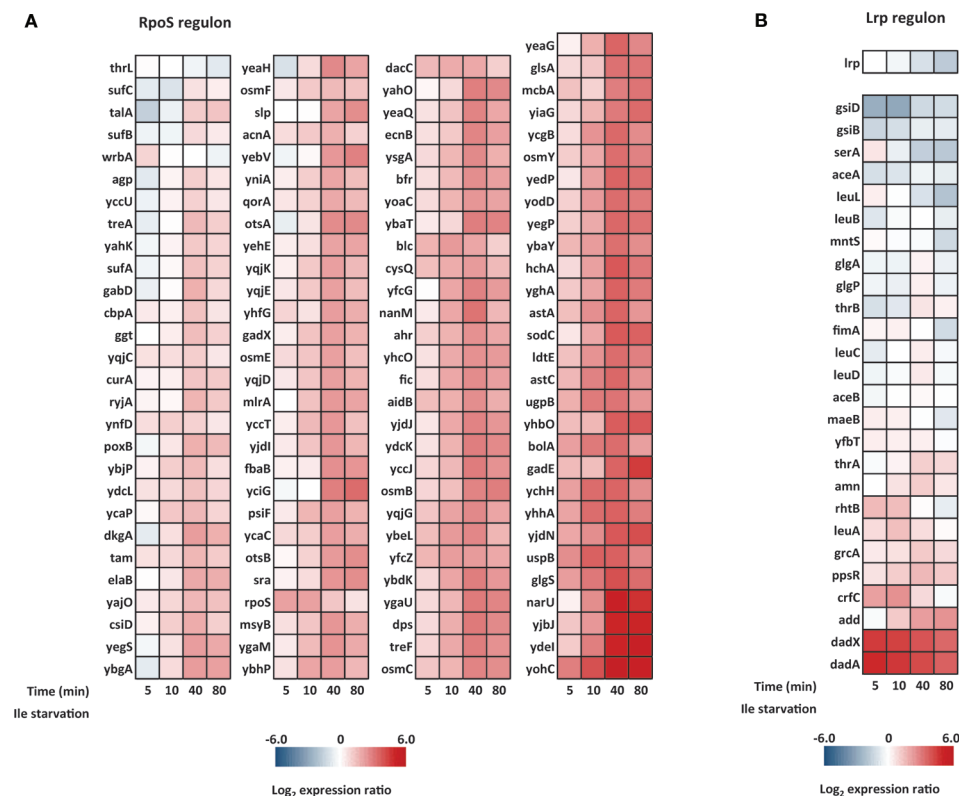 A
RpoS regulon
thrL
sufC
talA
sufB
wrbA
agp
yccU
treA
yahK
sufA
gabD
cbpA
ggt
yqjC
curA
ryjA
ynfD
poxB
ybjP
ydcL
ycaP
dkgA
tam
elaB
yajO
csiD
yegS
ybgA
yeaH
osmF
slp
acnA
yebV
yniA
qorA
otsA
yehE
yqjK
yqjE
yhfG
gadX
osmE
yqjD
mlrA
yccT
yjdI
fbaB
yciG
psiF
ycaC
otsB
sra
rpoS
msyB
ygaM
ybhP
dacC
yahO
yeaQ
ecnB
ysgA
bfr
yoaC
ybaT
blc
cysQ
yfcG
nanM
ahr
yhcO
fic
aidB
yjdJ
ydcK
yccJ
osmB
yqjG
ybeL
yfcZ
ybdK
ygaU
dps
treF
osmC
yeaG
glsA
mcbA
yiaG
ycgB
osmY
yedP
yodD
yegP
ybaY
hchA
yghA
astA
sodC
ldtE
astC
ugpB
yhbO
bolA
gadE
ychH
yhhA
yjdN
uspB
glgS
narU
yjbJ
ydeI
yohC
Time (min) 5 10 40 80 5 10 40 80 5 10 40 80 5 10 40 80
Ile starvation
-6.0 0 6.0
Log2 expression ratio
B
Lrp regulon
lrp
gsiD
gsiB
serA
aceA
leuL
leuB
mntS
glgA
glgP
thrB
fimA
leuC
leuD
aceB
maeB
yfbT
thrA
amn
rhtB
leuA
grcA
ppsR
crfC
add
dadX
dadA
Time (min) 5 10 40 80
Ile starvation
-6.0 0 6.0
Log2 expression ratio